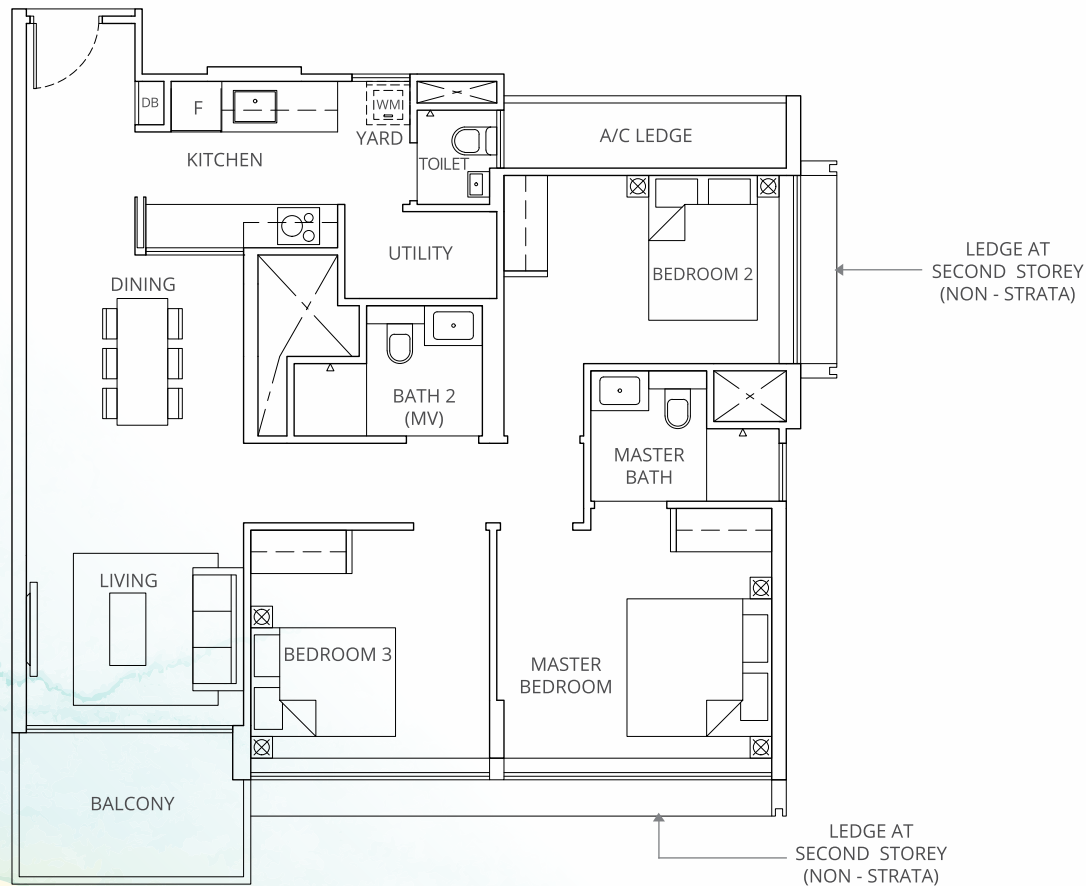 DB
F
WM
YARD
KITCHEN
TOILET
A/C LEDGE
UTILITY
BEDROOM 2
LEDGE AT
SECOND STOREY
(NON - STRATA)
DINING
BATH 2
(MV)
MASTER
BATH
LIVING
BEDROOM 3
MASTER
BEDROOM
BALCONY
LEDGE AT
SECOND STOREY
(NON - STRATA)